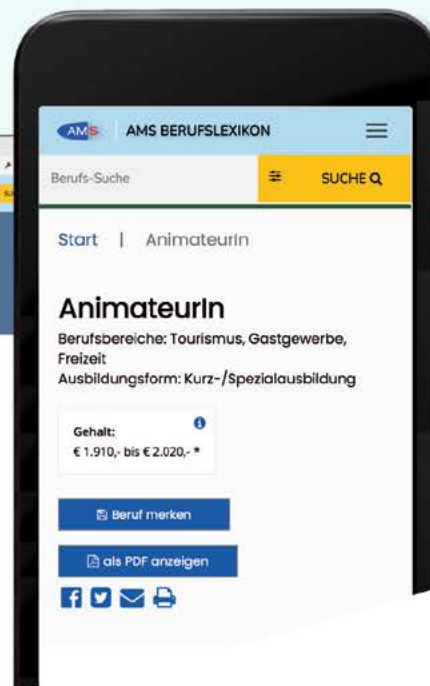 AMS AMS BERUFSLEXIKON
Berufs-Suche SUCHE
Start | AnimateurIn
AnimateurIn
Berufsbereiche: Tourismus, Gastgewerbe,
Freizeit
Ausbildungsform: Kurz-/Spezialausbildung
Gehalt:
€ 1.910,- bis € 2.020,- *
Beruf merken
als PDF anzeigen